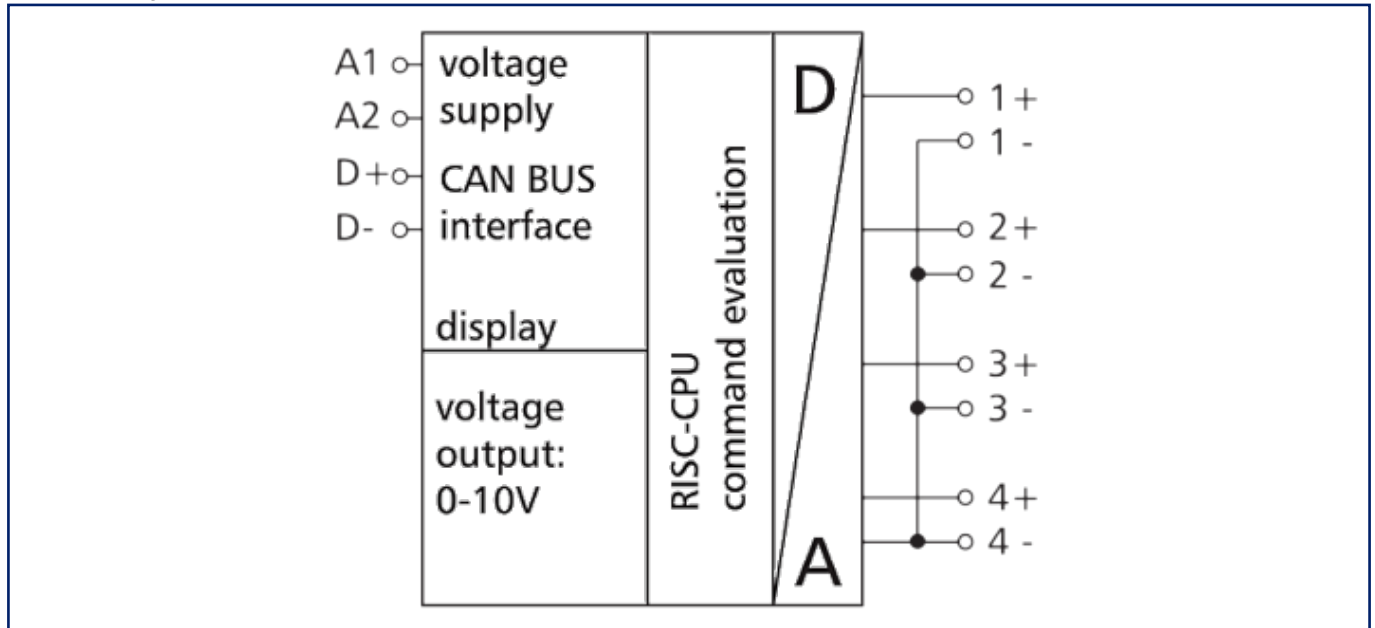 A1
voltage
A2
supply
D+
CAN BUS
D-
interface
display
voltage
output:
0-10V
RISC-CPU
command evaluation
D
A
1+
1 -
2+
2 -
3+
3 -
4+
4 -